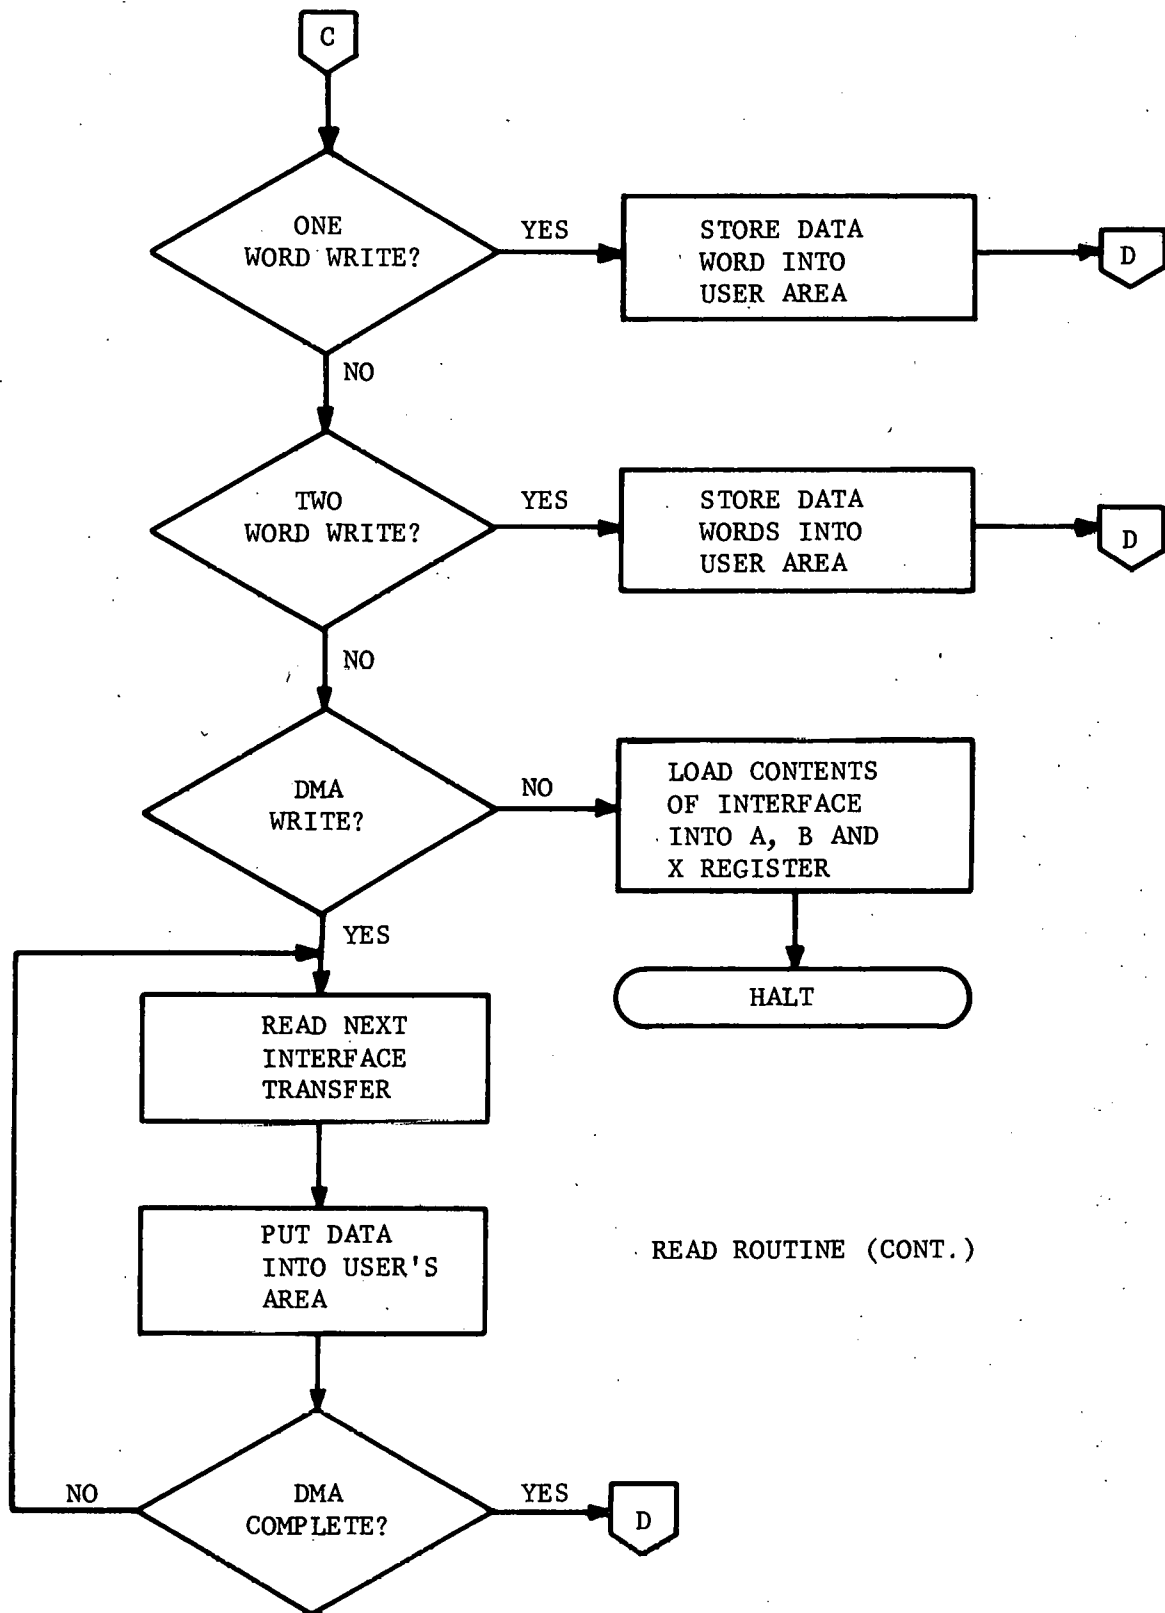 C
ONE
WORD WRITE?
YES
STORE DATA
WORD INTO
USER AREA
D
NO
TWO
WORD WRITE?
YES
STORE DATA
WORDS INTO
USER AREA
D
NO
DMA
WRITE?
NO
LOAD CONTENTS
OF INTERFACE
INTO A, B AND
X REGISTER
YES
HALT
READ NEXT
INTERFACE
TRANSFER
PUT DATA
INTO USER'S
AREA
READ ROUTINE (CONT.)
NO
DMA
COMPLETE?
YES
D